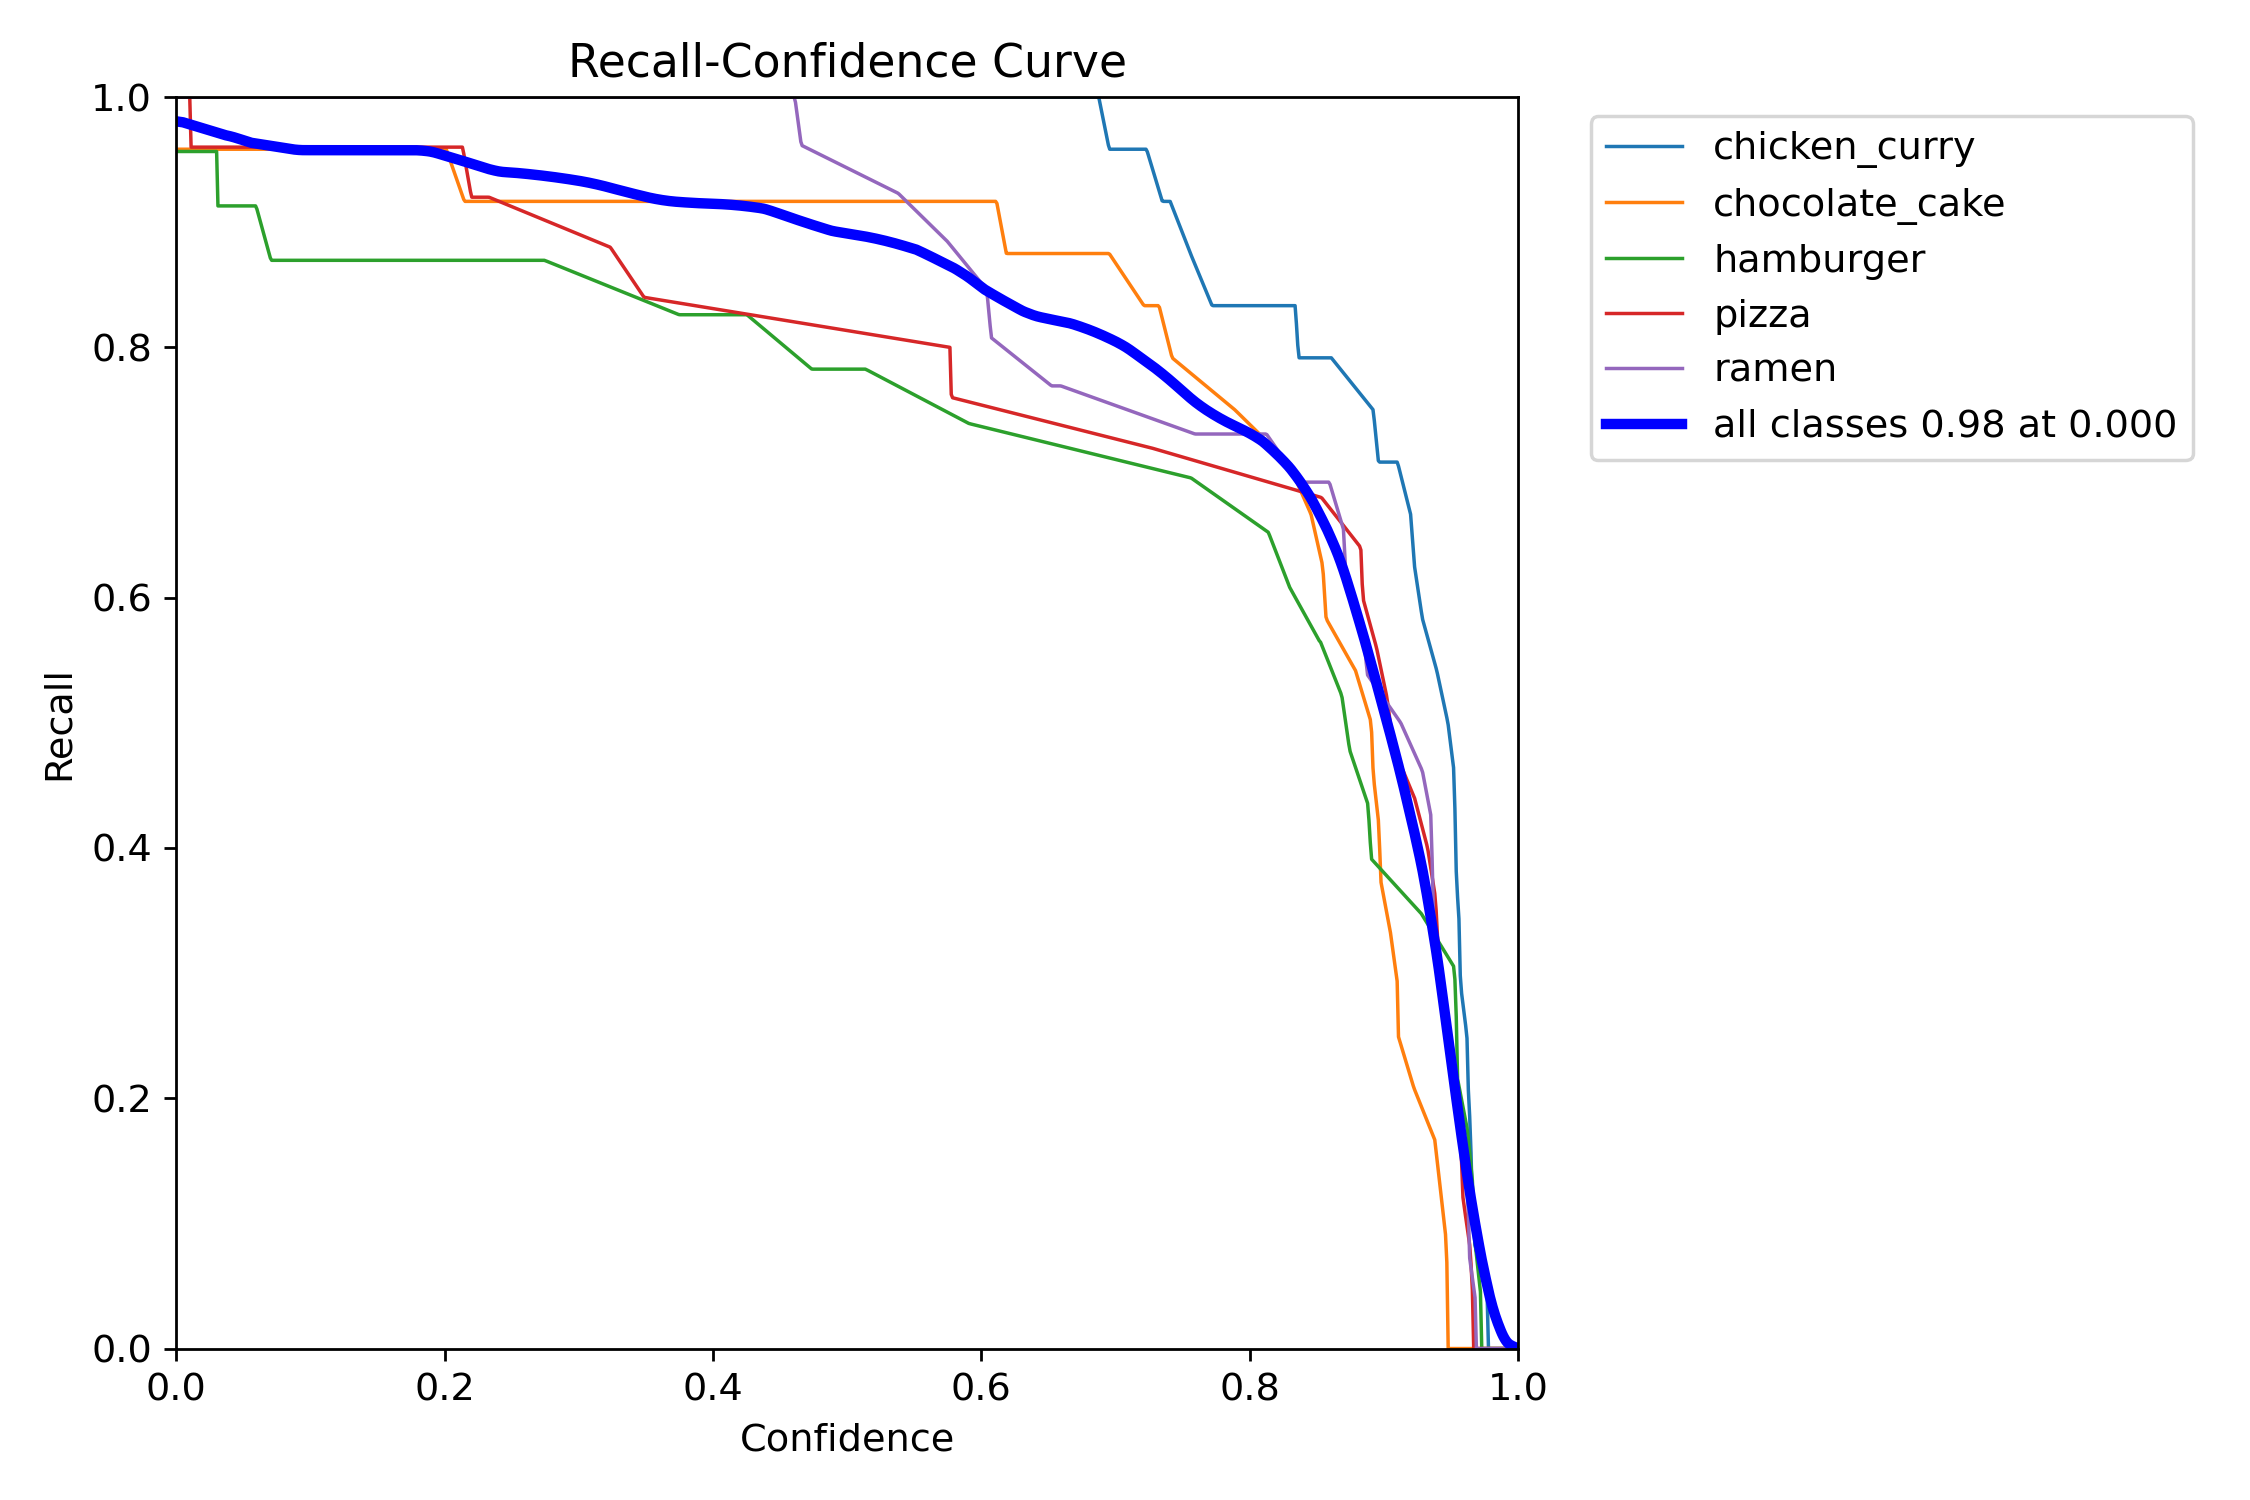 Recall-Confidence Curve
1.0
0.8
0.6
0.4
0.2
0.0
Recall
0.0 0.2 0.4 0.6 0.8 1.0
Confidence
chicken_curry
chocolate_cake
hamburger
pizza
ramen
all classes 0.98 at 0.000